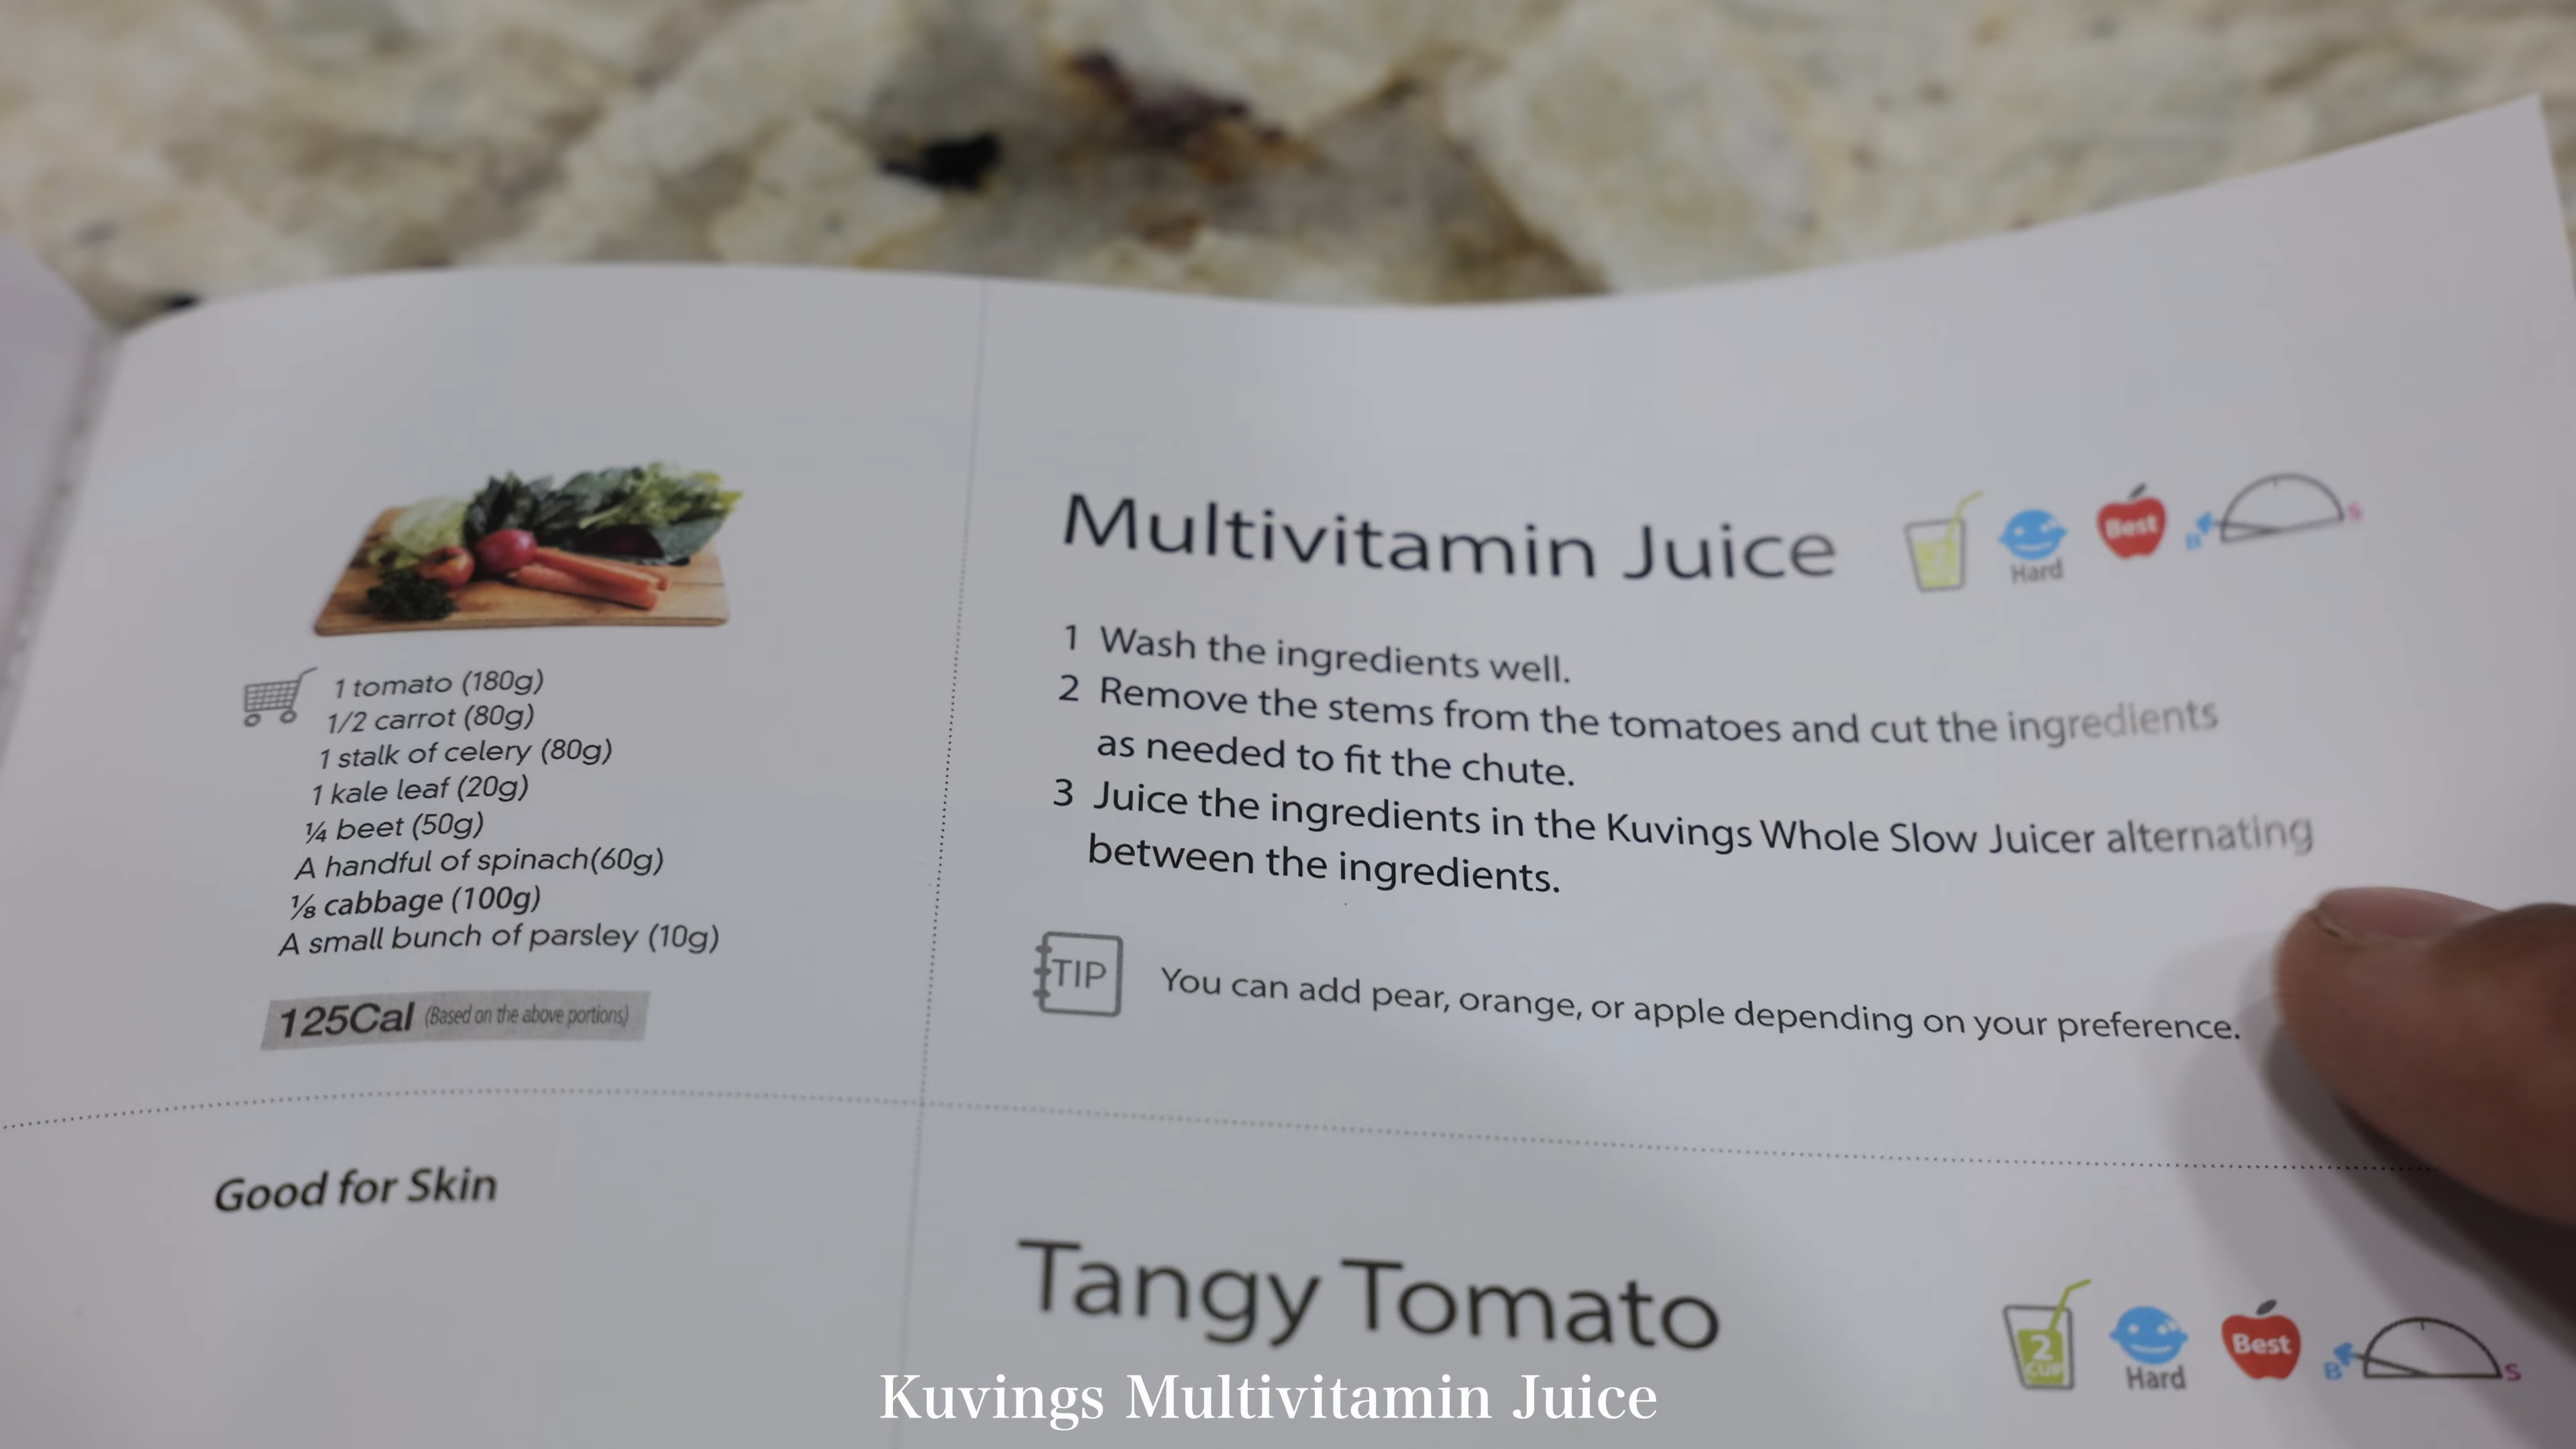 Multivitamin Juice
Hard
Best
B
S
1 tomato (180g)
1/2 carrot (80g)
1 stalk of celery (80g)
1 kale leaf (20g)
¼ beet (50g)
A handful of spinach(60g)
⅛ cabbage (100g)
A small bunch of parsley (10g)
125Cal (Based on the above portions)
1 Wash the ingredients well.
2 Remove the stems from the tomatoes and cut the ingredients
as needed to fit the chute.
3 Juice the ingredients in the Kuvings Whole Slow Juicer alternating
between the ingredients.
TIP
You can add pear, orange, or apple depending on your preference.
Good for Skin
Tangy Tomato
2
CUP
Hard
Best
B
S
Kuvings Multivitamin Juice